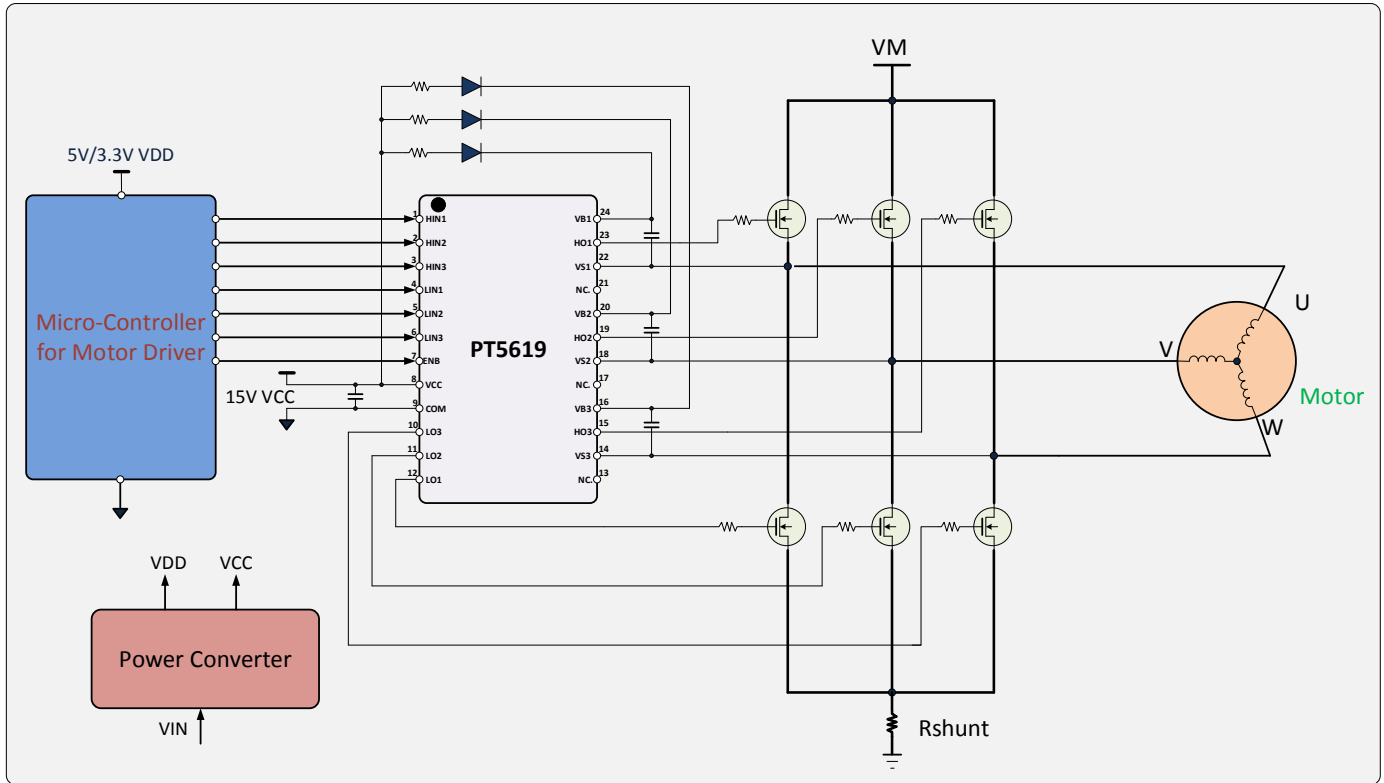 VM
5V/3.3V VDD
Micro-Controller
for Motor Driver
1 HIN1
2 HIN2
3 HIN3
4 LIN1
5 LIN2
6 LIN3
7 ENB
8 VCC
9 COM
10 LO3
11 LO2
12 LO1
15V VCC
PT5619
VB1 24
HO1 23
VS1 22
NC. 21
VB2 20
HO2 19
VS2 18
NC. 17
VB3 16
HO3 15
VS3 14
NC. 13
U
V
W
Motor
VDD
VCC
Power Converter
VIN
Rshunt